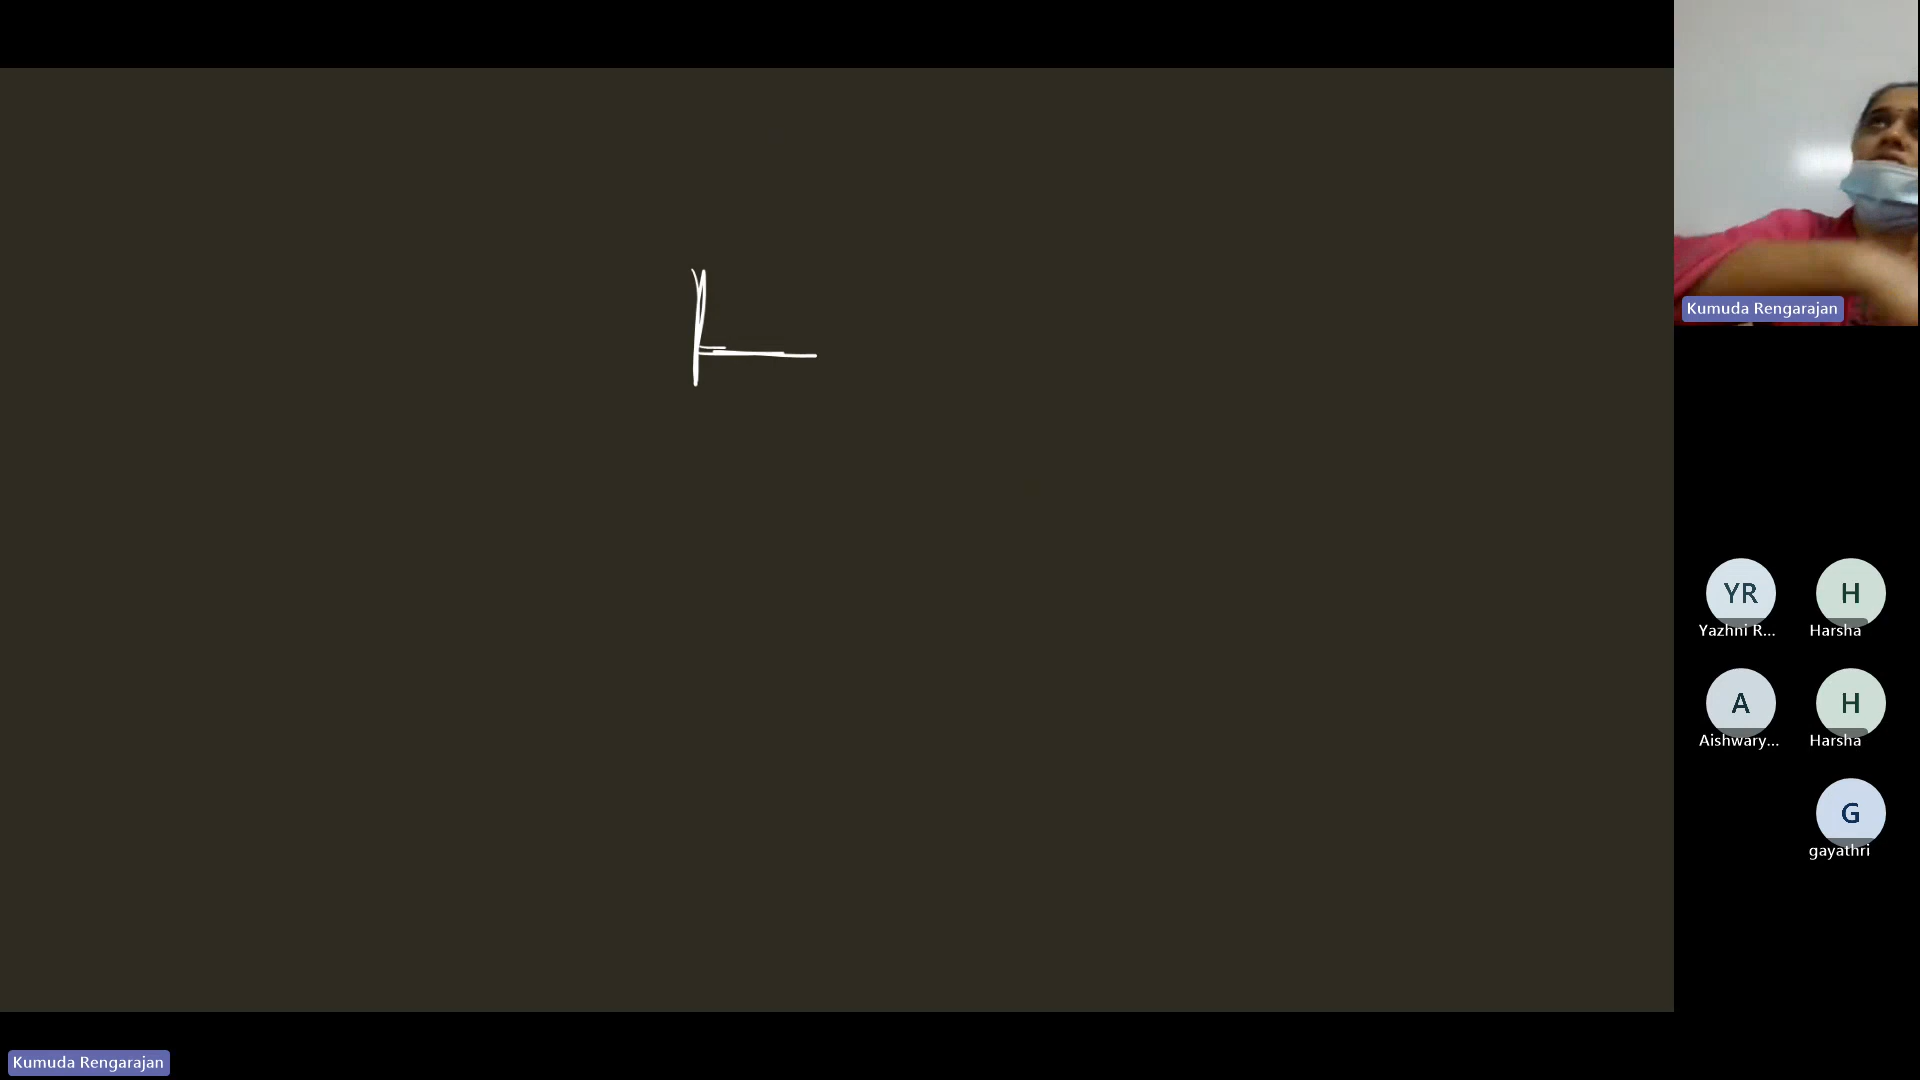 Kumuda Rengarajan
YR
H
Yazhni R...
Harsha
A
H
Aishwary...
Harsha
G
gayathri
Kumuda Rengarajan